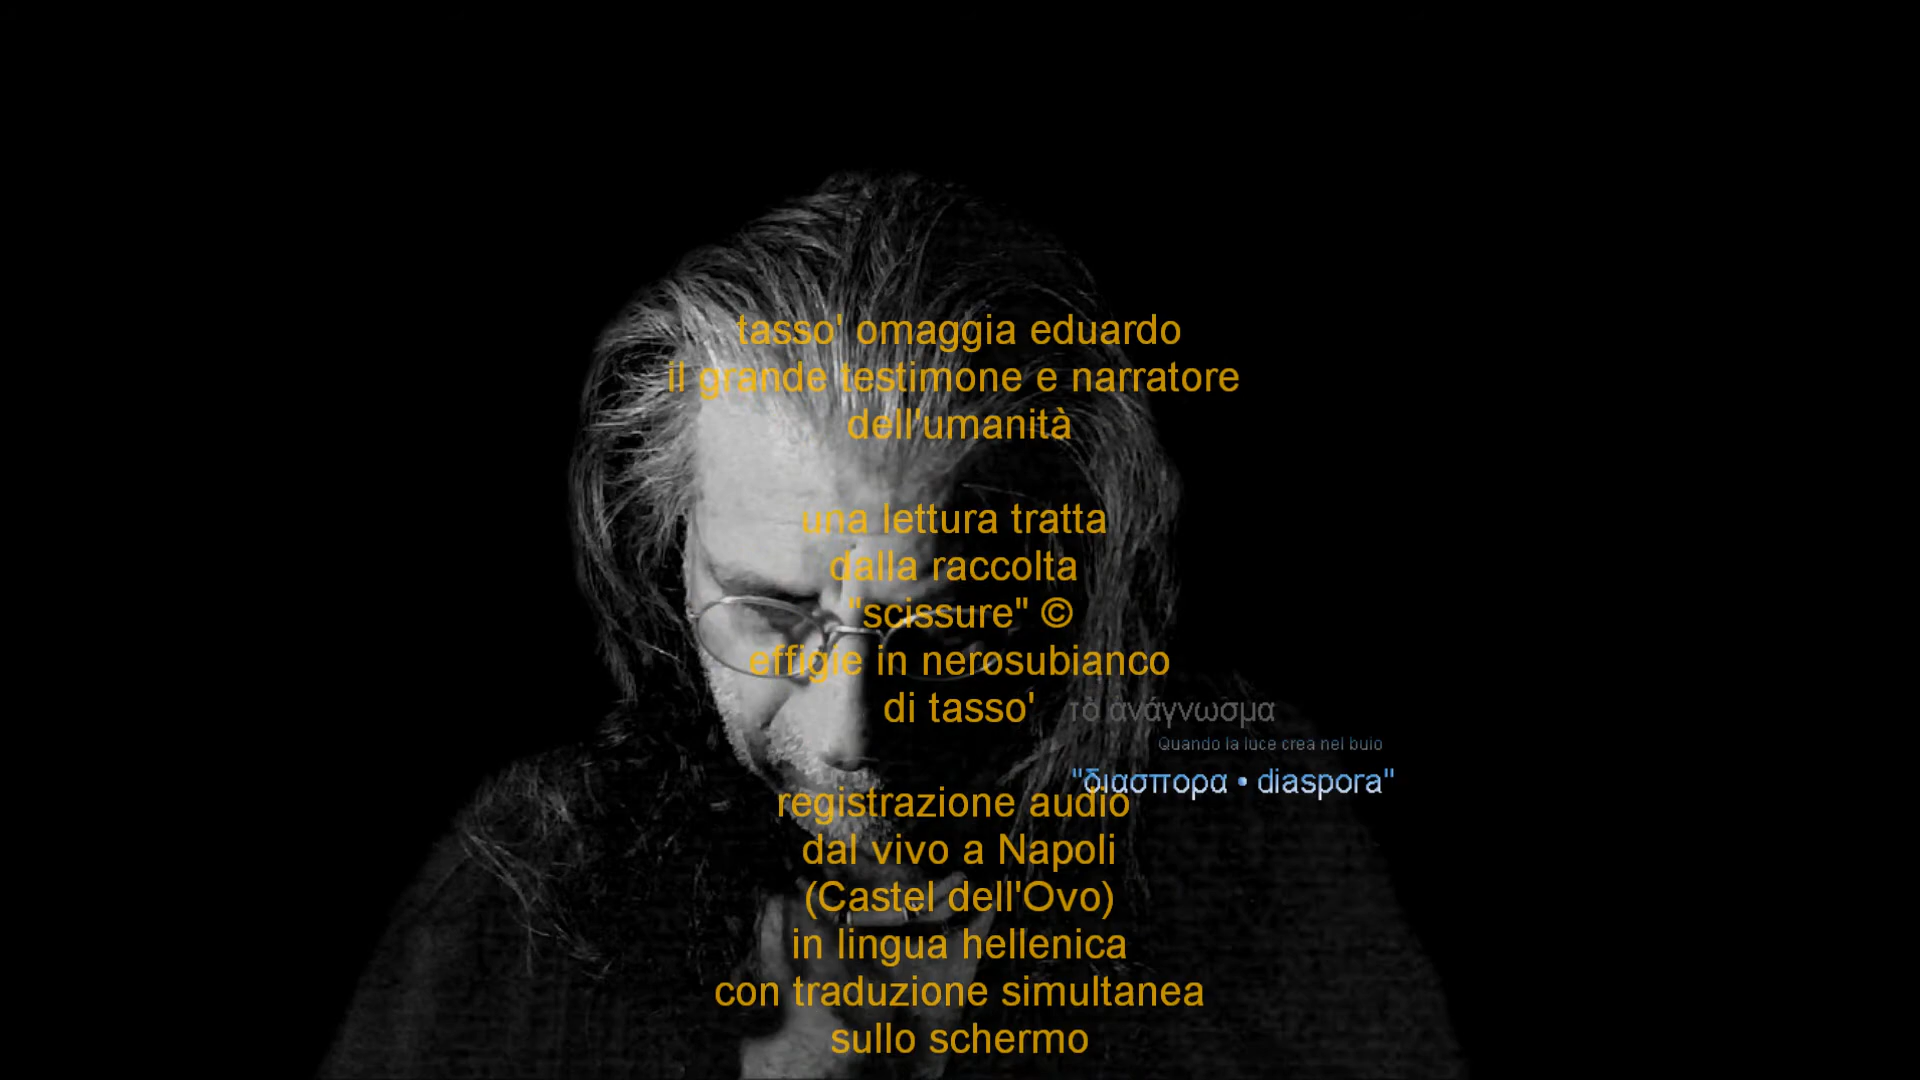 tasso' omaggia eduardo
il grande testimone e narratore
dell'umanità
una lettura tratta
dalla raccolta
"scissure" ©
effigie in nerosubianco
di tasso'
τὸ ἀνάγνωσμα
Quando la luce crea nel buio
"διασπορα • diaspora"
registrazione audio
dal vivo a Napoli
(Castel dell'Ovo)
in lingua hellenica
con traduzione simultanea
sullo schermo